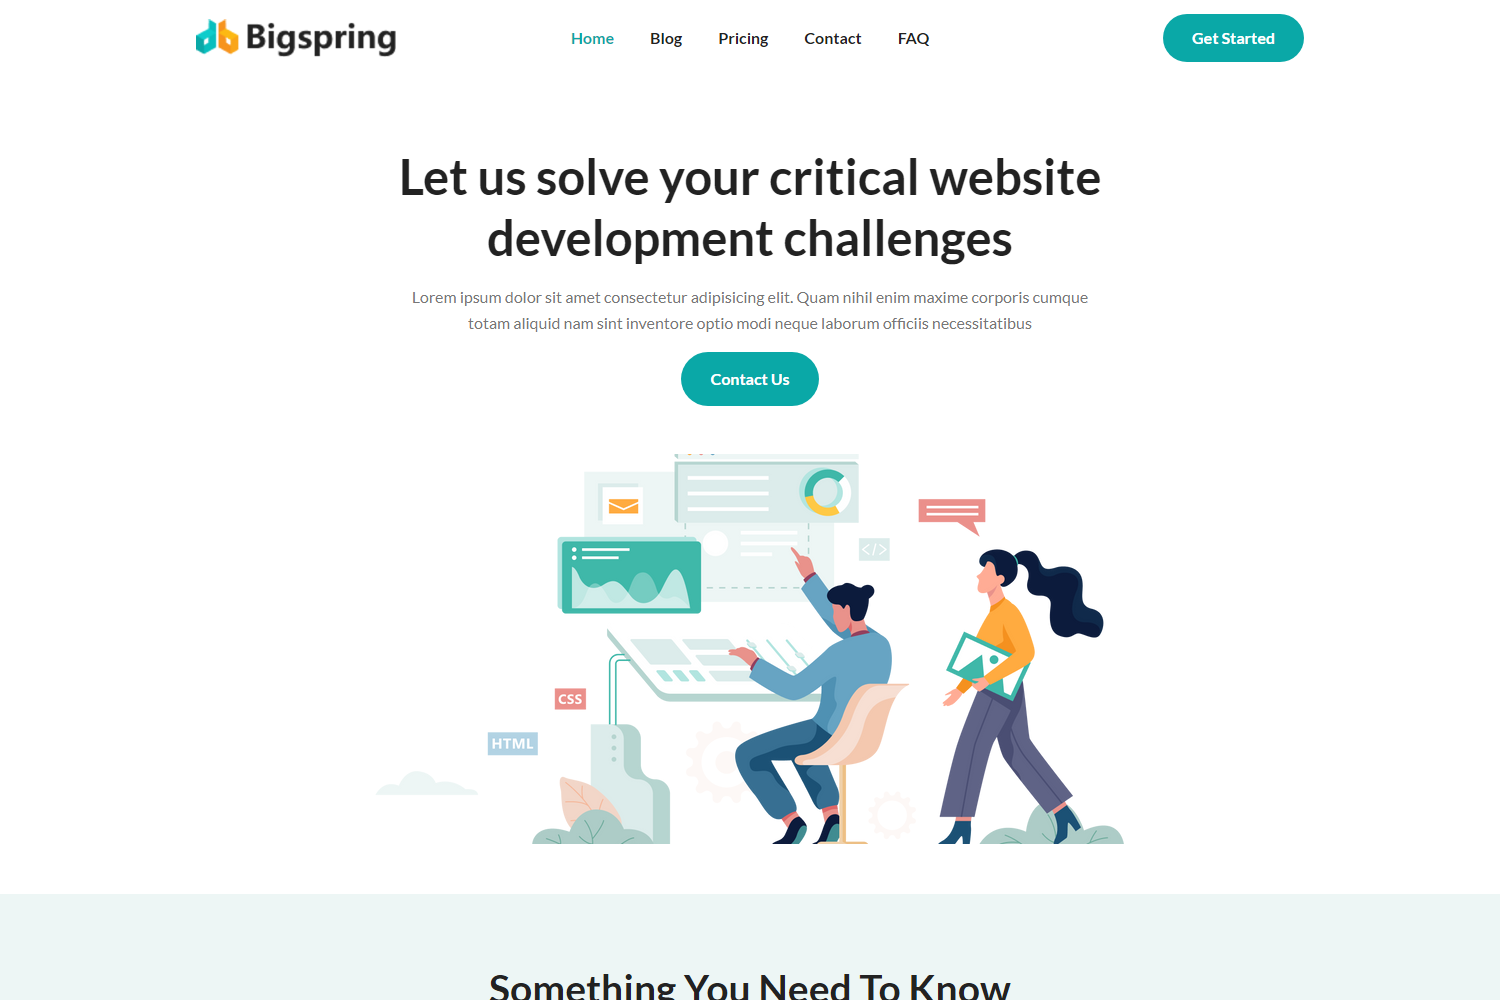 Bigspring
Home Blog Pricing Contact FAQ
Get Started
Let us solve your critical website
development challenges
Lorem ipsum dolor sit amet consectetur adipisicing elit. Quam nihil enim maxime corporis cumque
totam aliquid nam sint inventore optio modi neque laborum officiis necessitatibus
Contact Us
</>
CSS
HTML
Something You Need To Know